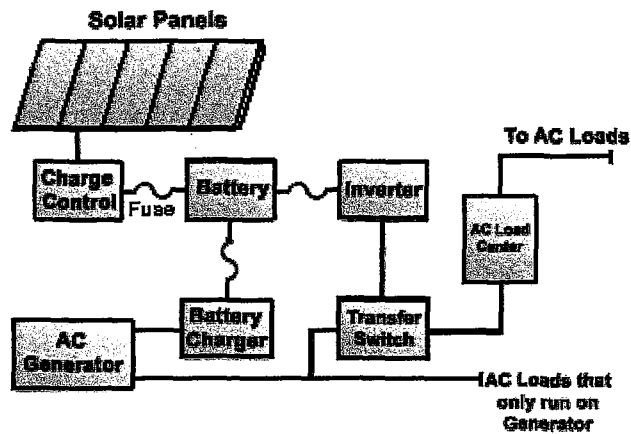 Solar Panels
To AC Loads
Charge
Control
Fuse
Battery
Inverter
AC Load
Center
Battery
Charger
Transfer
Switch
AC
Generator
AC Loads that
only run on
Generator